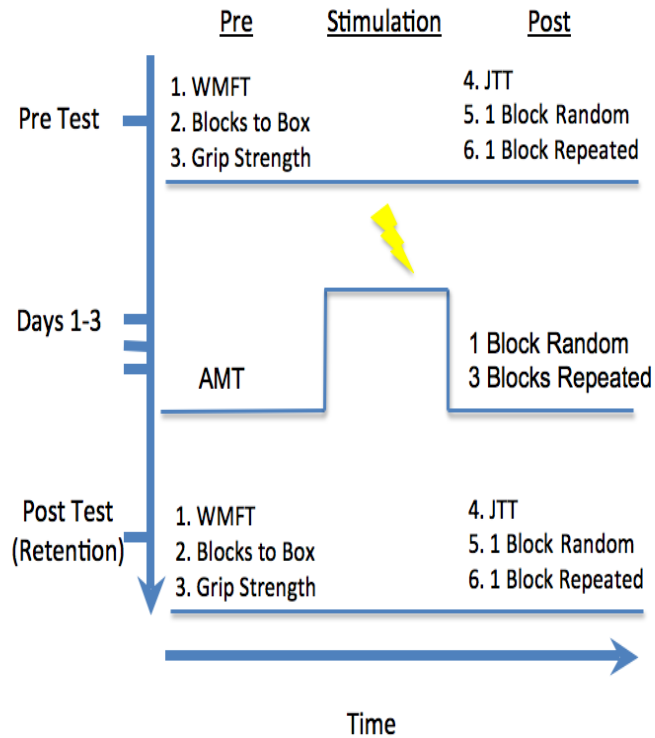 Pre
Stimulation
Post
Pre Test
1. WMFT
2. Blocks to Box
3. Grip Strength
4. JTT
5. 1 Block Random
6. 1 Block Repeated
Days 1-3
AMT
1 Block Random
3 Blocks Repeated
Post Test
(Retention)
1. WMFT
2. Blocks to Box
3. Grip Strength
4. JTT
5. 1 Block Random
6. 1 Block Repeated
Time